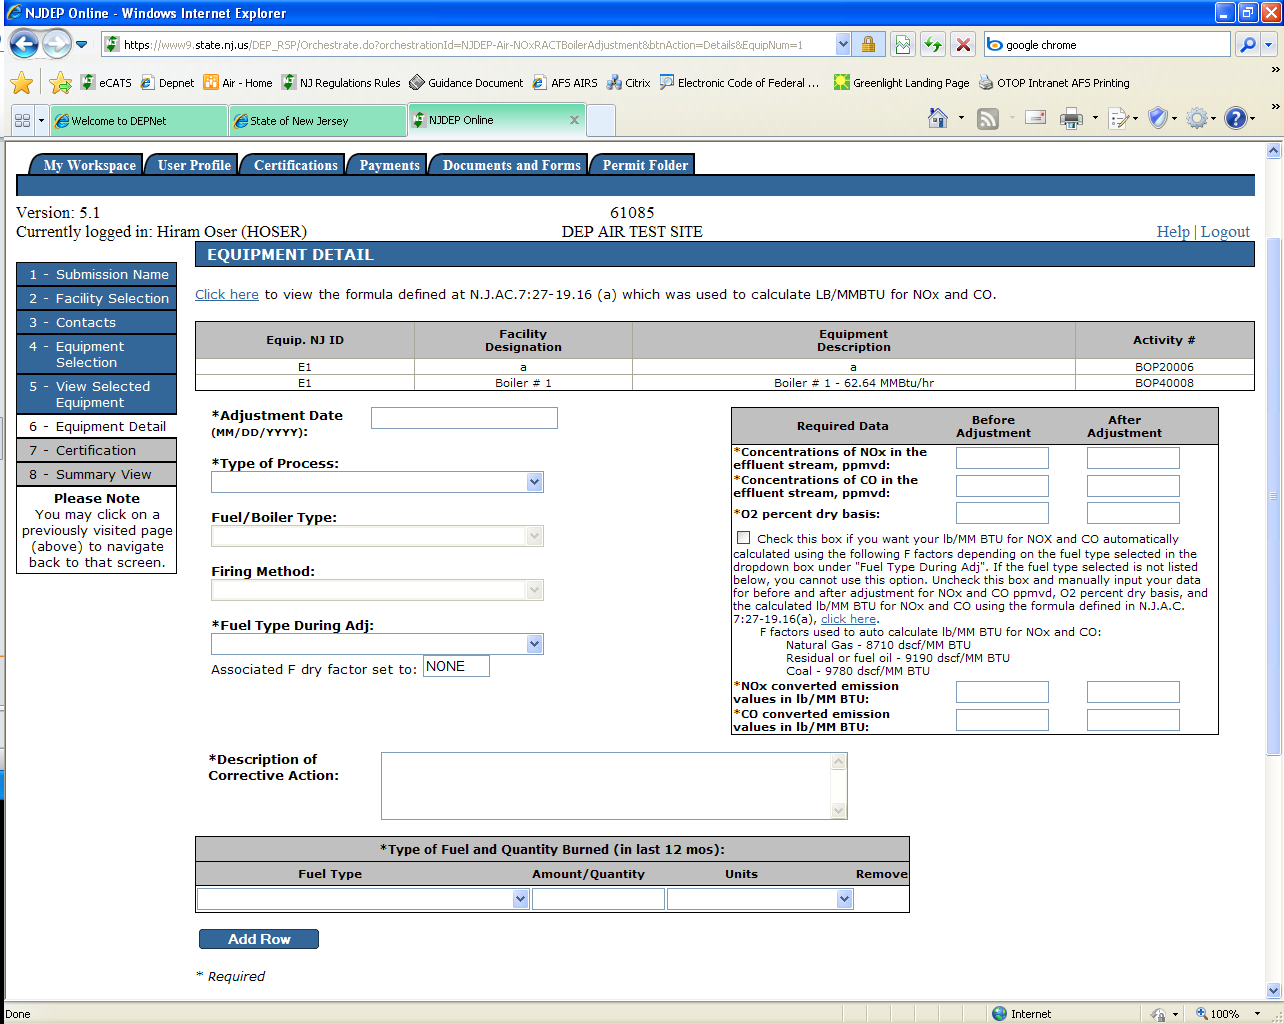 NJDEP Online - Windows Internet Explorer
https://www9.state.nj.us/DEP_RSP/Orchestrate.do?orchestrationId=NJDEP-Air-NOxRACTBoilerAdjustment&btnAction=Details&EquipNum=1
google chrome
eCATS Depnet Air - Home NJ Regulations Rules Guidance Document AFS AIRS Citrix Electronic Code of Federal ... Greenlight Landing Page OTOP Intranet AFS Printing
Welcome to DEPNet State of New Jersey NJDEP Online
My Workspace User Profile Certifications Payments Documents and Forms Permit Folder
Version: 5.1 61085
Currently logged in: Hiram Oser (HOSER) DEP AIR TEST SITE Help | Logout
EQUIPMENT DETAIL
1 - Submission Name
2 - Facility Selection
3 - Contacts
4 - Equipment
Selection
5 - View Selected
Equipment
6 - Equipment Detail
7 - Certification
8 - Summary View
Please Note
You may click on a
previously visited page
(above) to navigate
back to that screen.
Click here to view the formula defined at N.J.AC.7:27-19.16 (a) which was used to calculate LB/MMBTU for NOx and CO.
Equip. NJ ID Facility Designation Equipment Description Activity #
E1 a a BOP20006
E1 Boiler # 1 Boiler # 1 - 62.64 MMBtu/hr BOP40008
*Adjustment Date
(MM/DD/YYYY):
*Type of Process:
Fuel/Boiler Type:
Firing Method:
*Fuel Type During Adj:
Associated F dry factor set to: NONE
Required Data Before Adjustment After Adjustment
*Concentrations of NOx in the
effluent stream, ppmvd:
*Concentrations of CO in the
effluent stream, ppmvd:
*O2 percent dry basis:
Check this box if you want your lb/MM BTU for NOX and CO automatically
calculated using the following F factors depending on the fuel type selected in the
dropdown box under "Fuel Type During Adj". If the fuel type selected is not listed
below, you cannot use this option. Uncheck this box and manually input your data
for before and after adjustment for NOx and CO ppmvd, O2 percent dry basis, and
the calculated lb/MM BTU for NOx and CO using the formula defined in N.J.A.C.
7:27-19.16(a), click here.
F factors used to auto calculate lb/MM BTU for NOx and CO:
Natural Gas - 8710 dscf/MM BTU
Residual or fuel oil - 9190 dscf/MM BTU
Coal - 9780 dscf/MM BTU
*NOx converted emission
values in lb/MM BTU:
*CO converted emission
values in lb/MM BTU:
*Description of
Corrective Action:
*Type of Fuel and Quantity Burned (in last 12 mos):
Fuel Type Amount/Quantity Units Remove
Add Row
* Required
Done Internet 100%